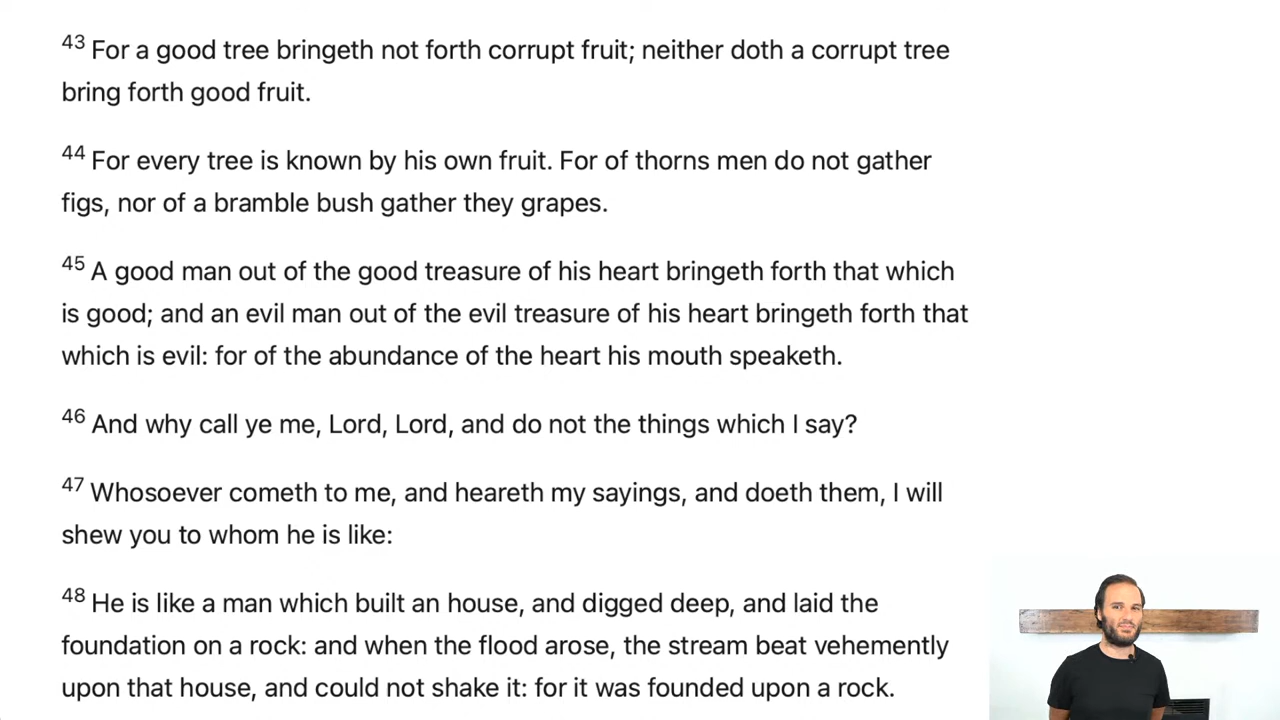 43 For a good tree bringeth not forth corrupt fruit; neither doth a corrupt tree
bring forth good fruit.
44 For every tree is known by his own fruit. For of thorns men do not gather
figs, nor of a bramble bush gather they grapes.
45 A good man out of the good treasure of his heart bringeth forth that which
is good; and an evil man out of the evil treasure of his heart bringeth forth that
which is evil: for of the abundance of the heart his mouth speaketh.
46 And why call ye me, Lord, Lord, and do not the things which I say?
47 Whosoever cometh to me, and heareth my sayings, and doeth them, I will
shew you to whom he is like:
48 He is like a man which built an house, and digged deep, and laid the
foundation on a rock: and when the flood arose, the stream beat vehemently
upon that house, and could not shake it: for it was founded upon a rock.